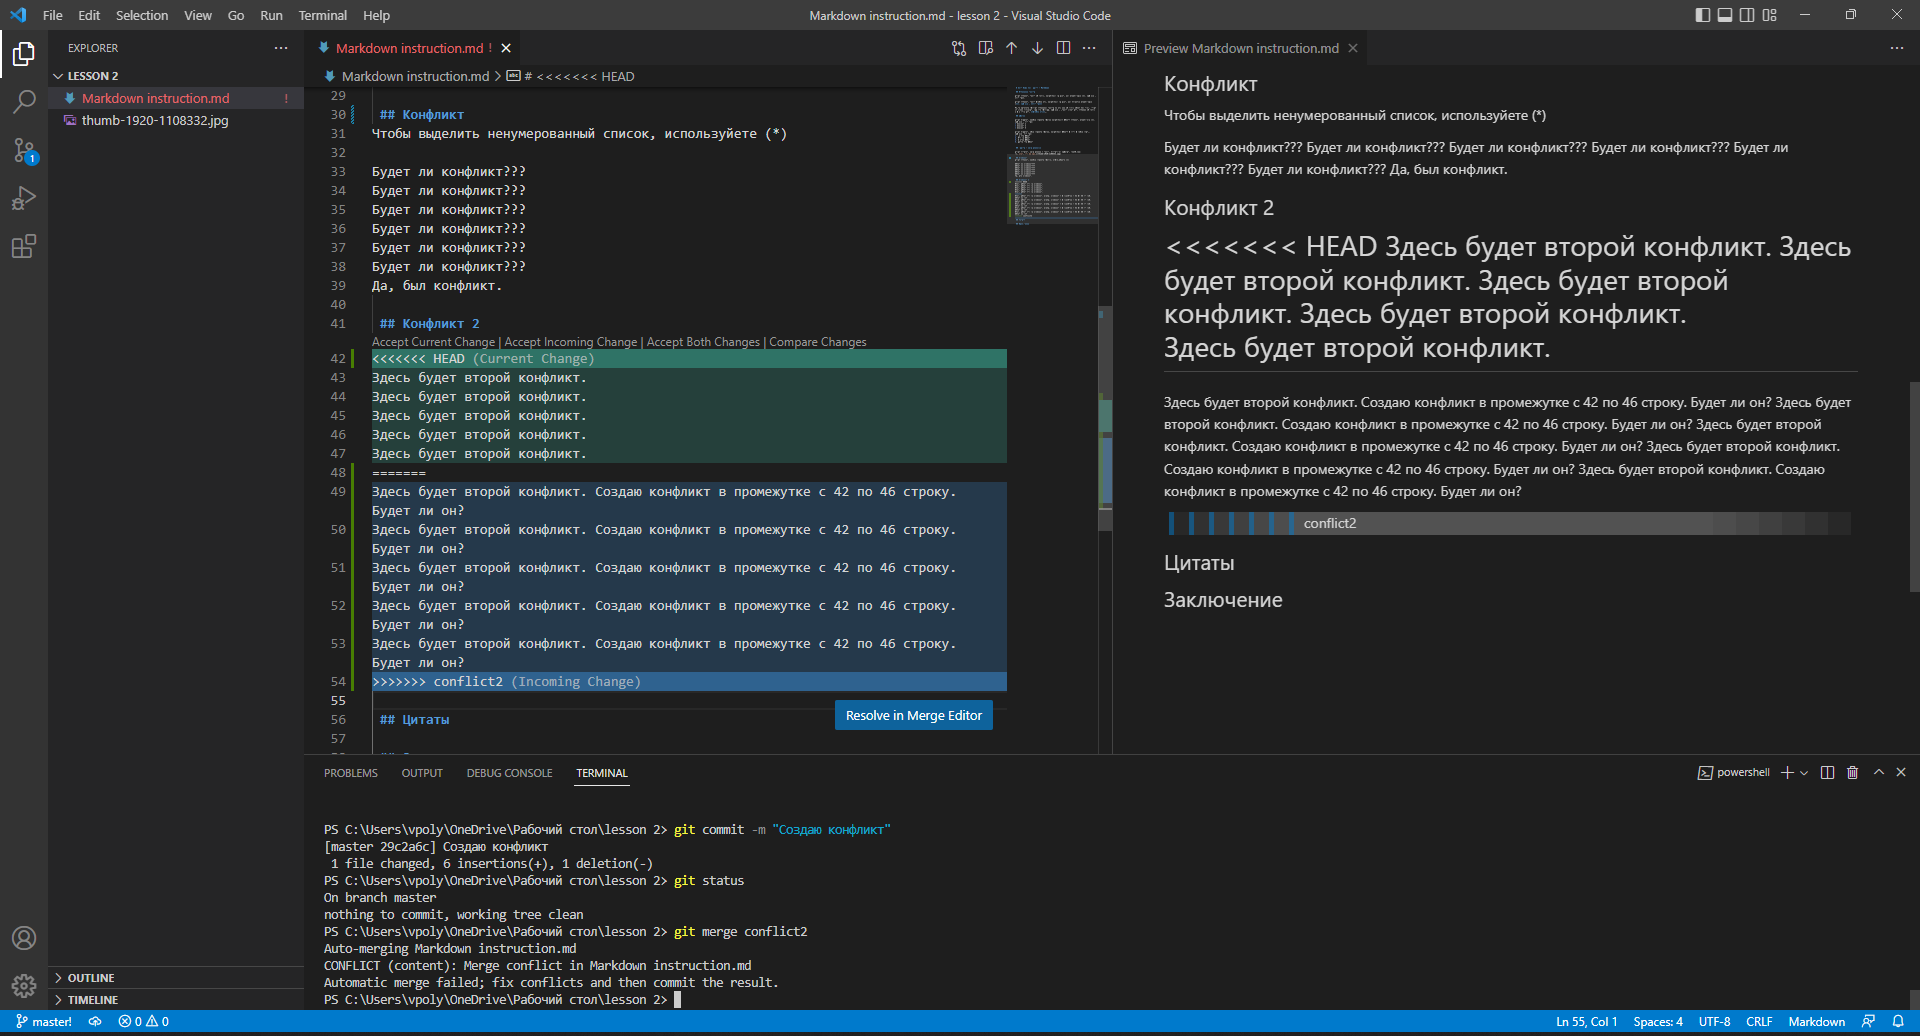 File Edit Selection View Go Run Terminal Help
Markdown instruction.md - lesson 2 - Visual Studio Code
EXPLORER
LESSON 2
Markdown instruction.md !
thumb-1920-1108332.jpg
1
OUTLINE
TIMELINE
Markdown instruction.md !
Markdown instruction.md > # <<<<<<< HEAD
29
30 ## Конфликт
31 Чтобы выделить ненумерованный список, используйете (*)
32
33 Будет ли конфликт???
34 Будет ли конфликт???
35 Будет ли конфликт???
36 Будет ли конфликт???
37 Будет ли конфликт???
38 Будет ли конфликт???
39 Да, был конфликт.
40
41 ## Конфликт 2
Accept Current Change | Accept Incoming Change | Accept Both Changes | Compare Changes
42 <<<<<<< HEAD (Current Change)
43 Здесь будет второй конфликт.
44 Здесь будет второй конфликт.
45 Здесь будет второй конфликт.
46 Здесь будет второй конфликт.
47 Здесь будет второй конфликт.
48 =======
49 Здесь будет второй конфликт. Создаю конфликт в промежутке с 42 по 46 строку.
Будет ли он?
50 Здесь будет второй конфликт. Создаю конфликт в промежутке с 42 по 46 строку.
Будет ли он?
51 Здесь будет второй конфликт. Создаю конфликт в промежутке с 42 по 46 строку.
Будет ли он?
52 Здесь будет второй конфликт. Создаю конфликт в промежутке с 42 по 46 строку.
Будет ли он?
53 Здесь будет второй конфликт. Создаю конфликт в промежутке с 42 по 46 строку.
Будет ли он?
54 >>>>>>> conflict2 (Incoming Change)
55
56 ## Цитаты
57
Resolve in Merge Editor
Preview Markdown instruction.md
Конфликт
Чтобы выделить ненумерованный список, используйете (*)
Будет ли конфликт??? Будет ли конфликт??? Будет ли конфликт??? Будет ли конфликт??? Будет ли
конфликт??? Будет ли конфликт??? Да, был конфликт.
Конфликт 2
<<<<<<< HEAD Здесь будет второй конфликт. Здесь
будет второй конфликт. Здесь будет второй
конфликт. Здесь будет второй конфликт.
Здесь будет второй конфликт.
Здесь будет второй конфликт. Создаю конфликт в промежутке с 42 по 46 строку. Будет ли он? Здесь будет
второй конфликт. Создаю конфликт в промежутке с 42 по 46 строку. Будет ли он? Здесь будет второй
конфликт. Создаю конфликт в промежутке с 42 по 46 строку. Будет ли он? Здесь будет второй конфликт.
Создаю конфликт в промежутке с 42 по 46 строку. Будет ли он? Здесь будет второй конфликт. Создаю
конфликт в промежутке с 42 по 46 строку. Будет ли он?
conflict2
Цитаты
Заключение
PROBLEMS OUTPUT DEBUG CONSOLE TERMINAL
powershell
PS C:\Users\vpoly\OneDrive\Рабочий стол\lesson 2> git commit -m "Создаю конфликт"
[master 29c2a6c] Создаю конфликт
1 file changed, 6 insertions(+), 1 deletion(-)
PS C:\Users\vpoly\OneDrive\Рабочий стол\lesson 2> git status
On branch master
nothing to commit, working tree clean
PS C:\Users\vpoly\OneDrive\Рабочий стол\lesson 2> git merge conflict2
Auto-merging Markdown instruction.md
CONFLICT (content): Merge conflict in Markdown instruction.md
Automatic merge failed; fix conflicts and then commit the result.
PS C:\Users\vpoly\OneDrive\Рабочий стол\lesson 2>
master! 0 0
Ln 55, Col 1 Spaces: 4 UTF-8 CRLF Markdown